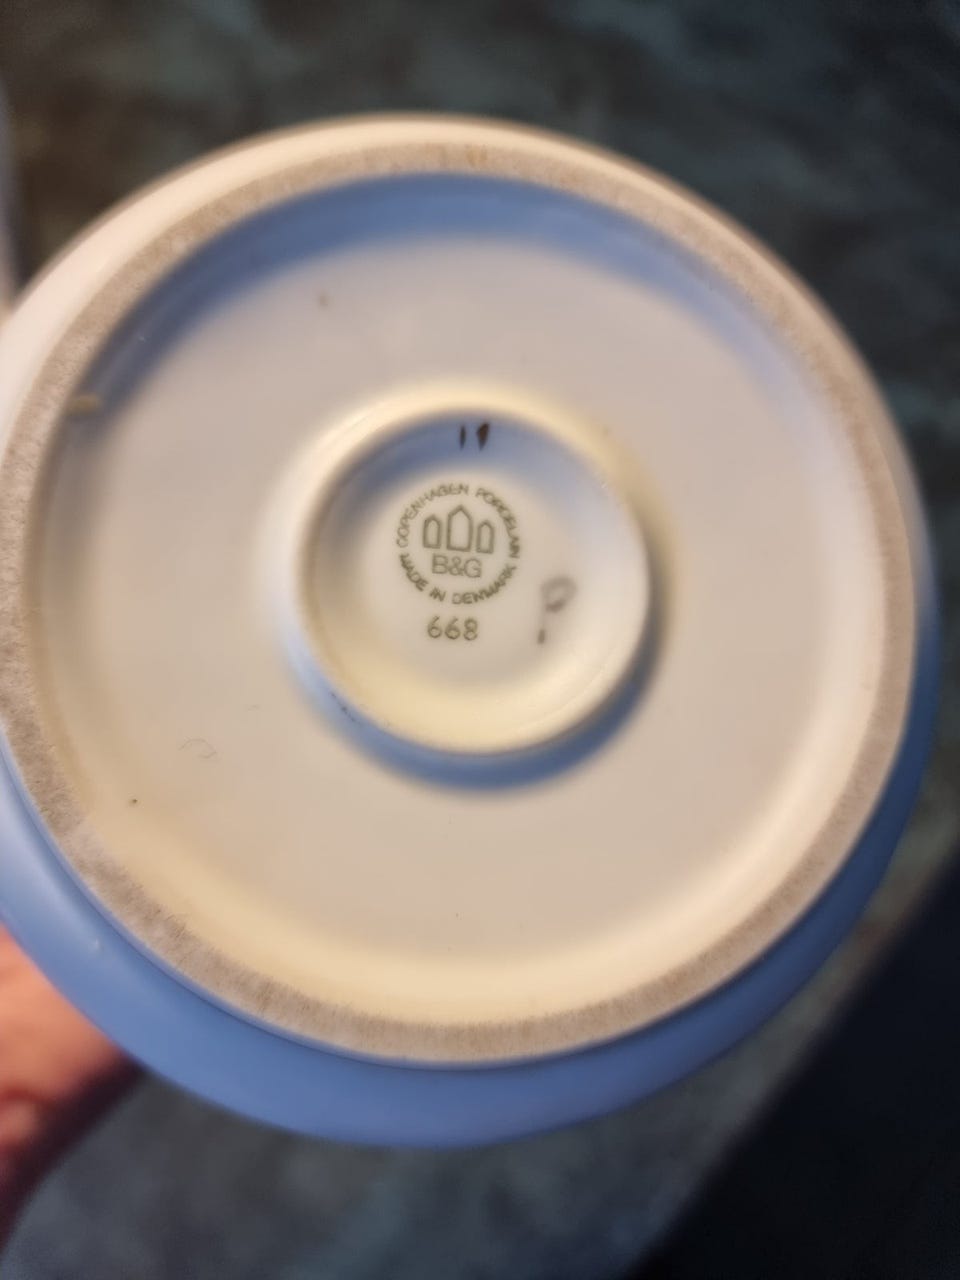 COPENHAGEN PORCELAIN
B&G
MADE IN DENMARK
668